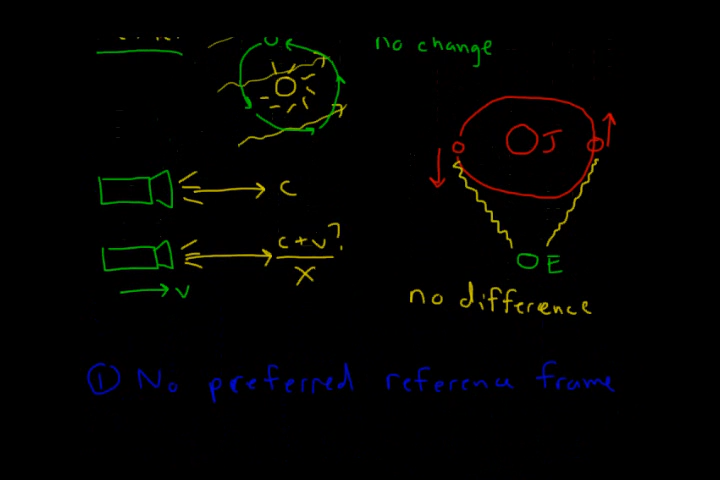 no change
J
c
c + v?
X
v
E
no difference
① No preferred reference frame